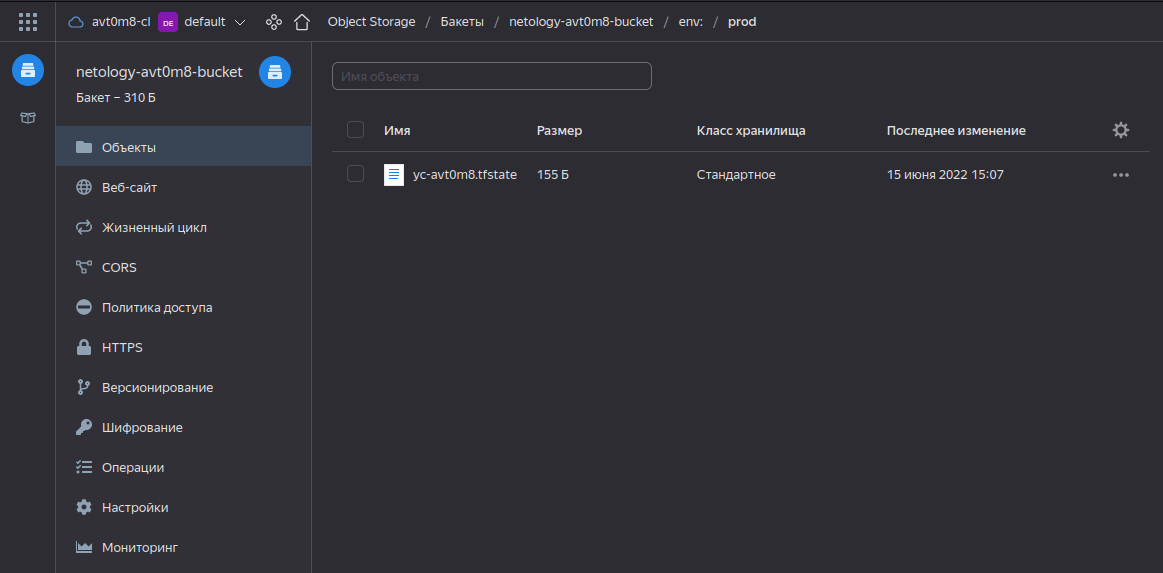 avt0m8-cl DE default Object Storage / Бакеты / netology-avt0m8-bucket / env: / prod
netology-avt0m8-bucket
Бакет – 310 Б
Объекты
Веб-сайт
Жизненный цикл
CORS
Политика доступа
HTTPS
Версионирование
Шифрование
Операции
Настройки
Мониторинг
Имя объекта
Имя Размер Класс хранилища Последнее изменение
yc-avt0m8.tfstate 155 Б Стандартное 15 июня 2022 15:07